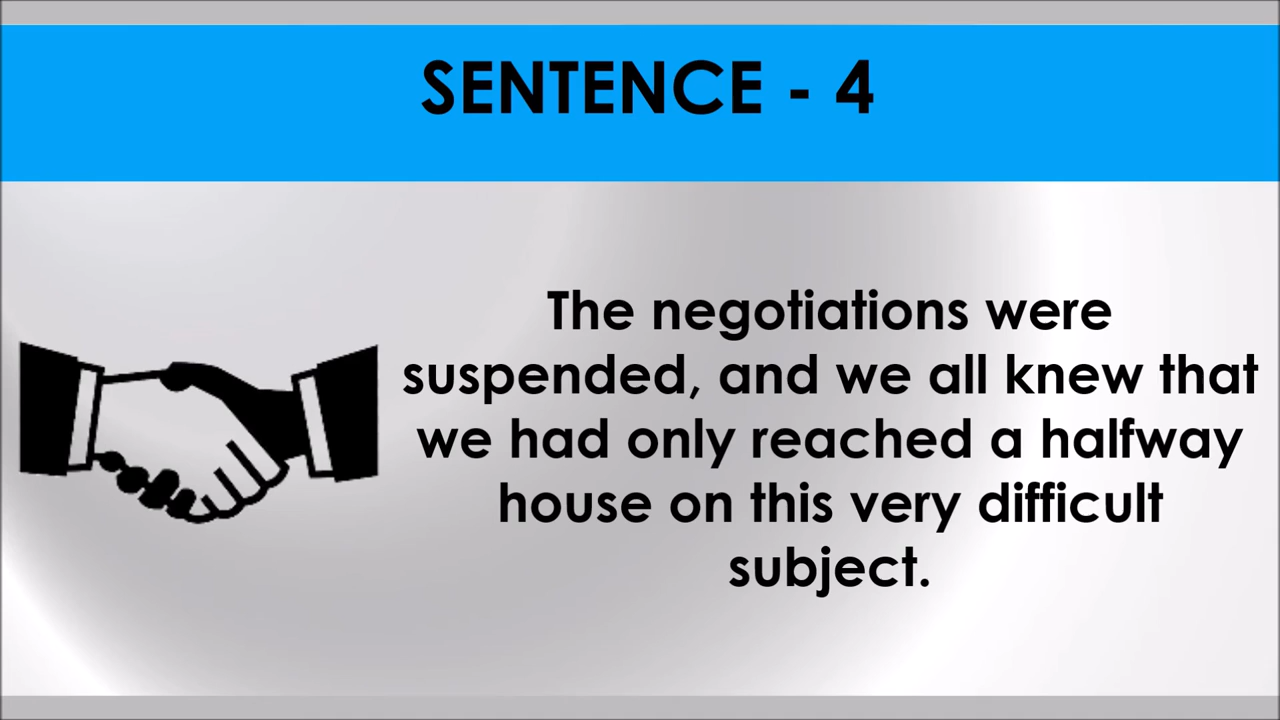 SENTENCE - 4
The negotiations were
suspended, and we all knew that
we had only reached a halfway
house on this very difficult
subject.